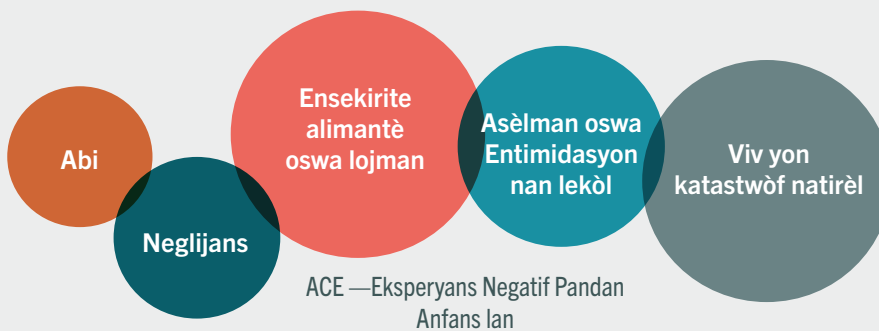 Abi
Neglijans
Ensekirite
alimantè
oswa lojman
Asèlman oswa
Entimidasyon
nan lekòl
Viv yon
katastwòf natirèl
ACE —Eksperyans Negatif Pandan
Anfans lan